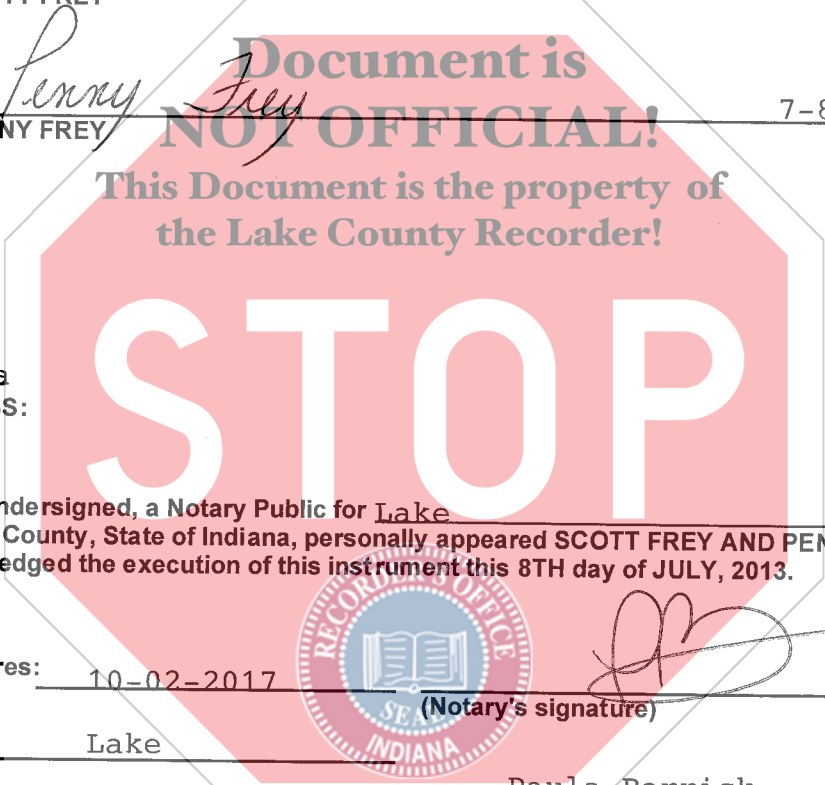 Document is
Penny Frey
7-8
NY FREY
NOT OFFICIAL!
This Document is the property of
the Lake County Recorder!
STOP
a
S:
ndersigned, a Notary Public for Lake
County, State of Indiana, personally appeared SCOTT FREY AND PEN
edged the execution of this instrument this 8TH day of JULY, 2013.
RECORDER'S OFFICE
res: 10-02-2017
SEAL
(Notary's signature)
INDIANA
Lake